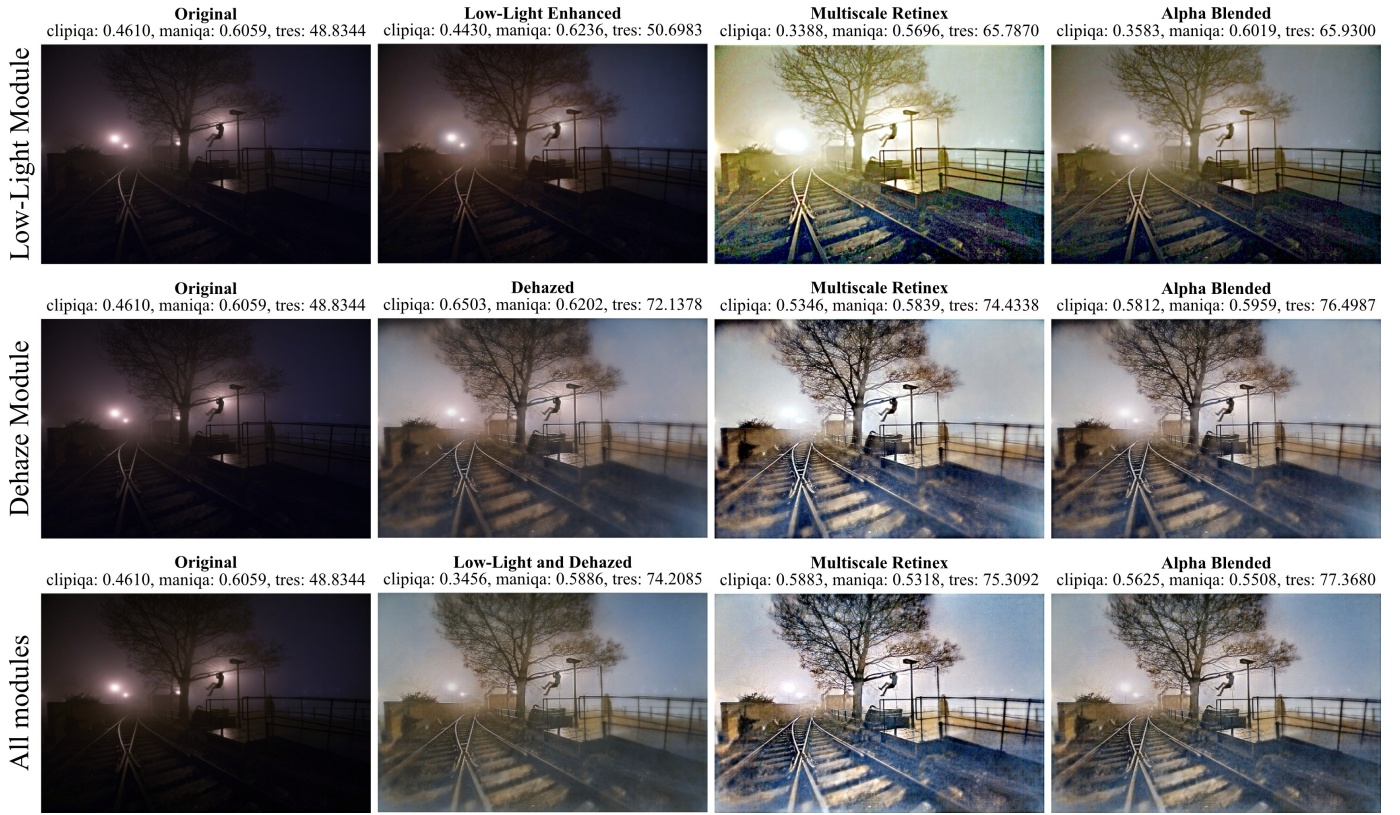 Low-Light Module
Original
clipiqa: 0.4610, maniqa: 0.6059, tres: 48.8344
Low-Light Enhanced
clipiqa: 0.4430, maniqa: 0.6236, tres: 50.6983
Multiscale Retinex
clipiqa: 0.3388, maniqa: 0.5696, tres: 65.7870
Alpha Blended
clipiqa: 0.3583, maniqa: 0.6019, tres: 65.9300
Dehaze Module
Original
clipiqa: 0.4610, maniqa: 0.6059, tres: 48.8344
Dehazed
clipiqa: 0.6503, maniqa: 0.6202, tres: 72.1378
Multiscale Retinex
clipiqa: 0.5346, maniqa: 0.5839, tres: 74.4338
Alpha Blended
clipiqa: 0.5812, maniqa: 0.5959, tres: 76.4987
All modules
Original
clipiqa: 0.4610, maniqa: 0.6059, tres: 48.8344
Low-Light and Dehazed
clipiqa: 0.3456, maniqa: 0.5886, tres: 74.2085
Multiscale Retinex
clipiqa: 0.5883, maniqa: 0.5318, tres: 75.3092
Alpha Blended
clipiqa: 0.5625, maniqa: 0.5508, tres: 77.3680